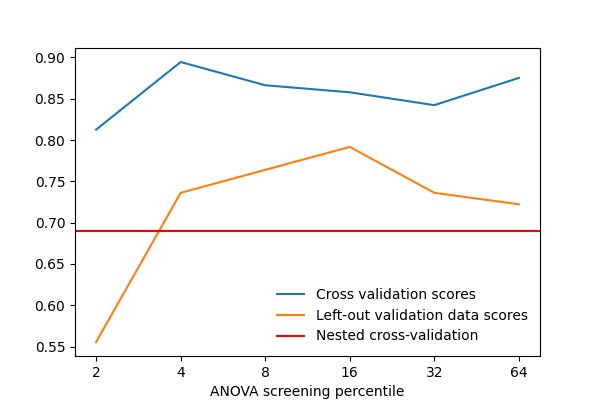 0.90
0.85
0.80
0.75
0.70
0.65
0.60
0.55
Cross validation scores
Left-out validation data scores
Nested cross-validation
2 4 8 16 32 64
ANOVA screening percentile